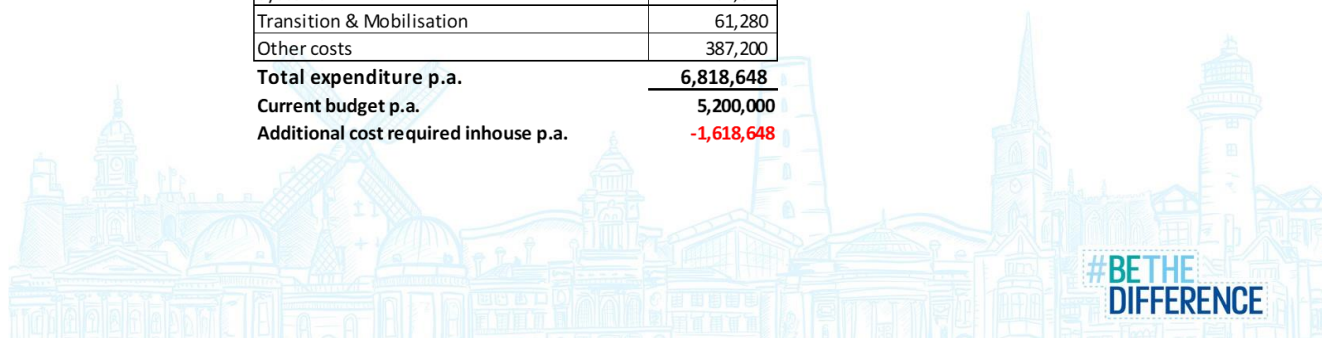 Transition & Mobilisation 61,280
Other costs 387,200
Total expenditure p.a. 6,818,648
Current budget p.a. 5,200,000
Additional cost required inhouse p.a. -1,618,648
#BETHE
DIFFERENCE